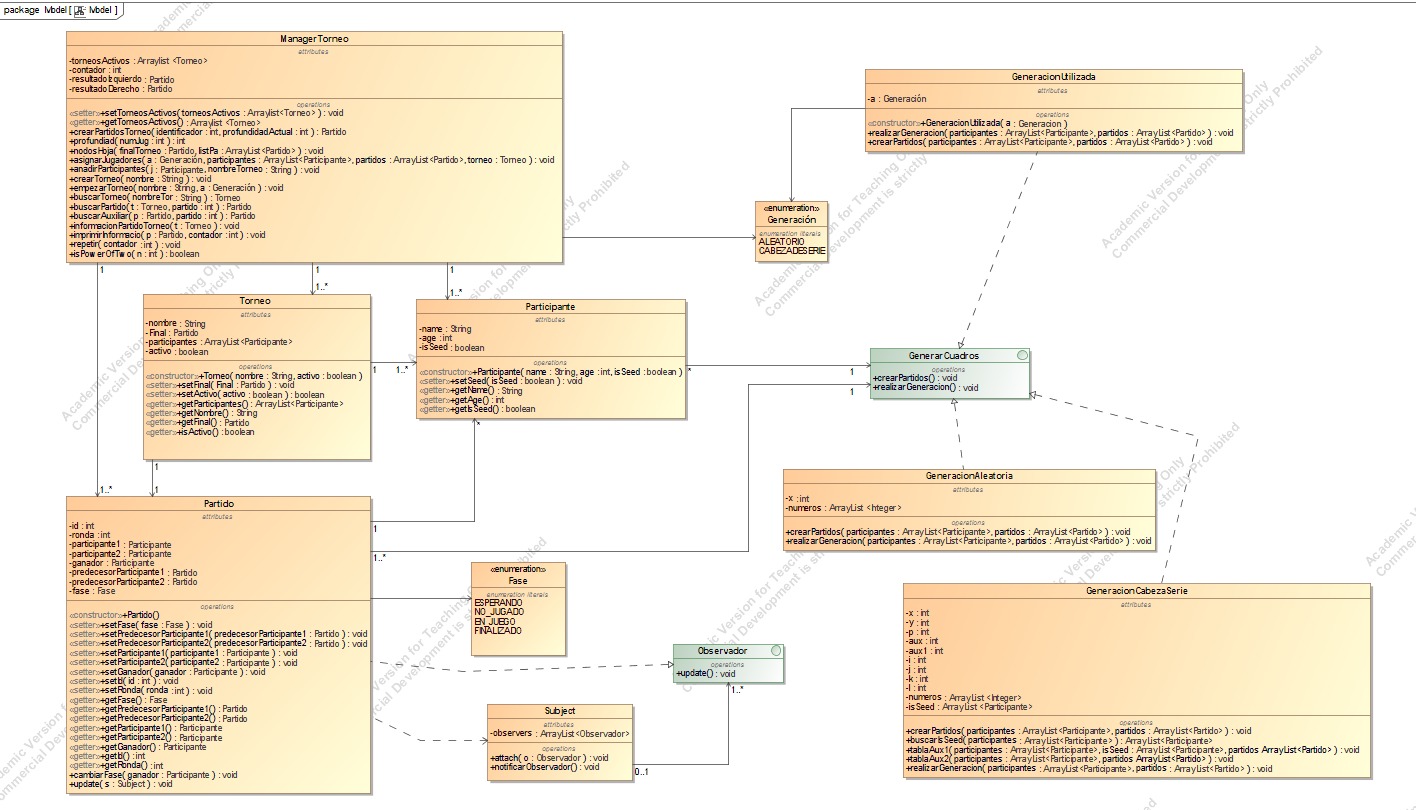 package Mbdel[ Mbdel ]
ManagerTorneo
attributes
-torneosActivos : Arraylist <Torneo>
-contador : int
-resultadoIzquierdo : Partido
-resultadoDerecho : Partido
operations
«setter»+setTorneosActivos( torneosActivos : Arraylist<Torneo> ) : void
«getter»+getTorneosActivos() : Arraylist <Torneo>
+crearPartidosTorneo( identificador : int, profundidadActual : int ) : Partido
+profundiad( numJug : int ) : int
+nodosHoja( finalTorneo : Partido, listPa : ArrayList<Partido> ) : void
+asignarJugadores( a : Generación, participantes : ArrayList<Participante>, partidos : ArrayList<Partido>, torneo : Torneo ) : void
+anadirParticipantes( j : Participante, nombreTorneo : String ) : void
+crearTorneo( nombre : String ) : void
+empezarTorneo( nombre : String, a : Generación ) : void
+buscarTorneo( nombreTor : String ) : Torneo
+buscarPartido( t : Torneo, partido : int ) : Partido
+buscarAuxiliar( p : Partido, partido : int ) : Partido
+informacionPartidoTorneo( t : Torneo ) : void
+imprimirInformacio( p : Partido, contador : int ) : void
+repetir( contador : int ) : void
+isPowerOfTwo( n : int ) : boolean
GeneracionUtilizada
attributes
-a : Generación
operations
«constructor»+GeneracionUtilizada( a : Generacion )
+realizarGeneracion( participantes : ArrayList<Participante>, partidos : ArrayList<Partido> ) : void
+crearPartidos( participantes : ArrayList<Participante>, partidos : ArrayList<Partido> ) : void
«enumeration»
Generación
enumeration literals
ALEATORIO
CABEZADESERIE
1
1
1
1..*
1..*
Torneo
attributes
-nombre : String
-Final : Partido
-participantes : ArrayList<Participante>
-activo : boolean
operations
«constructor»+Torneo( nombre : String, activo : boolean )
«setter»+setFinal( Final : Partido ) : void
«setter»+setActivo( activo : boolean ) : boolean
«getter»+getParticipantes() : ArrayList<Participante>
«getter»+getNombre() : String
«getter»+getFinal() : Partido
«getter»+isActivo() : boolean
1
1..*
Participante
attributes
-name : String
-age : int
-isSeed : boolean
operations
«constructor»+Participante( name : String, age : int, isSeed : boolean )
«setter»+setSeed( isSeed : boolean ) : void
«getter»+getName() : String
«getter»+getAge() : int
«getter»+getIsSeed() : boolean
*
1
1
*
GenerarCuadros
operations
+crearPartidos() : void
+realizarGeneracion() : void
1
1..*
1
Partido
attributes
-id : int
-ronda : int
-participante1 : Participante
-participante2 : Participante
-ganador : Participante
-predecesorParticipante1 : Partido
-predecesorParticipante2 : Partido
-fase : Fase
operations
«constructor»+Partido()
«setter»+setFase( fase : Fase ) : void
«setter»+setPredecesorParticipante1( predecesorParticipante1 : Partido ) : void
«setter»+setPredecesorParticipante2( predecesorParticipante2 : Partido ) : void
«setter»+setParticipante1( participante1 : Participante ) : void
«setter»+setParticipante2( participante2 : Participante ) : void
«setter»+setGanador( ganador : Participante ) : void
«setter»+setId( id : int ) : void
«setter»+setRonda( ronda : int ) : void
«getter»+getFase() : Fase
«getter»+getPredecesorParticipante1() : Partido
«getter»+getPredecesorParticipante2() : Partido
«getter»+getParticipante1() : Participante
«getter»+getParticipante2() : Participante
«getter»+getGanador() : Participante
«getter»+getId() : int
«getter»+getRonda() : int
+cambiarFase( ganador : Participante ) : void
+update( s : Subject ) : void
1
1..*
«enumeration»
Fase
enumeration literals
ESPERANDO
NO_JUGADO
EN_JUEGO
FINALIZADO
GeneracionAleatoria
attributes
-x : int
-numeros : ArrayList <Integer>
operations
+crearPartidos( participantes : ArrayList<Participante>, partidos : ArrayList<Partido> ) : void
+realizarGeneracion( participantes : ArrayList<Participante>, partidos : ArrayList<Partido> ) : void
Observador
operations
+update() : void
1..*
Subject
attributes
-observers : ArrayList<Observador>
operations
+attach( o : Observador ) : void
+notificarObservador() : void
0..1
GeneracionCabezaSerie
attributes
-x : int
-y : int
-p : int
-aux : int
-aux1 : int
-i : int
-j : int
-k : int
-l : int
-numeros : ArrayList <Integer>
-isSeed : ArrayList <Participante>
operations
+crearPartidos( participantes : ArrayList<Participante>, partidos : ArrayList<Partido> ) : void
+buscarIsSeed( participantes : ArrayList<Participante> ) : ArrayList<Participante>
+tablaAux1( participantes : ArrayList<Participante>, isSeed : ArrayList<Participante>, partidos ArrayList<Partido> ) : void
+tablaAux2( participantes : ArrayList<Participante>, partidos ArrayList<Partido> ) : void
+realizarGeneracion( participantes : ArrayList<Participante>, partidos : ArrayList<Partido> ) : void
Academic Version for Teaching Only
Commercial Development is strictly Prohibited